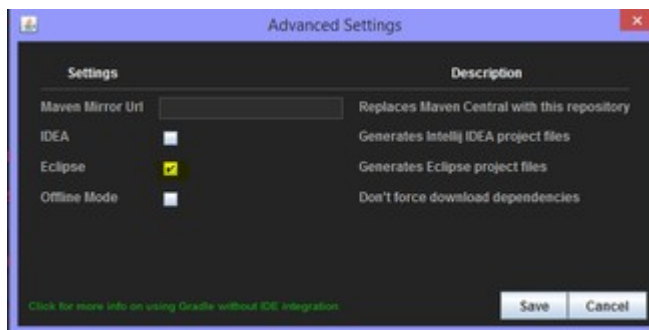 Advanced Settings
Settings Description
Maven Mirror Url Replaces Maven Central with this repository
IDEA Generates Intellij IDEA project files
Eclipse Generates Eclipse project files
Offline Mode Don't force download dependencies
Click for more info on using Gradle without IDE integration
Save Cancel